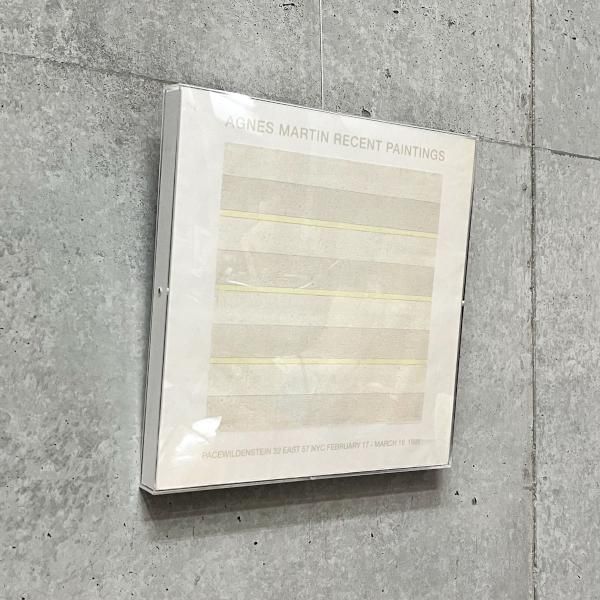 AGNES MARTIN RECENT PAINTINGS
PACEWILDENSTEIN 32 EAST 57 NYC FEBRUARY 17 - MARCH 18